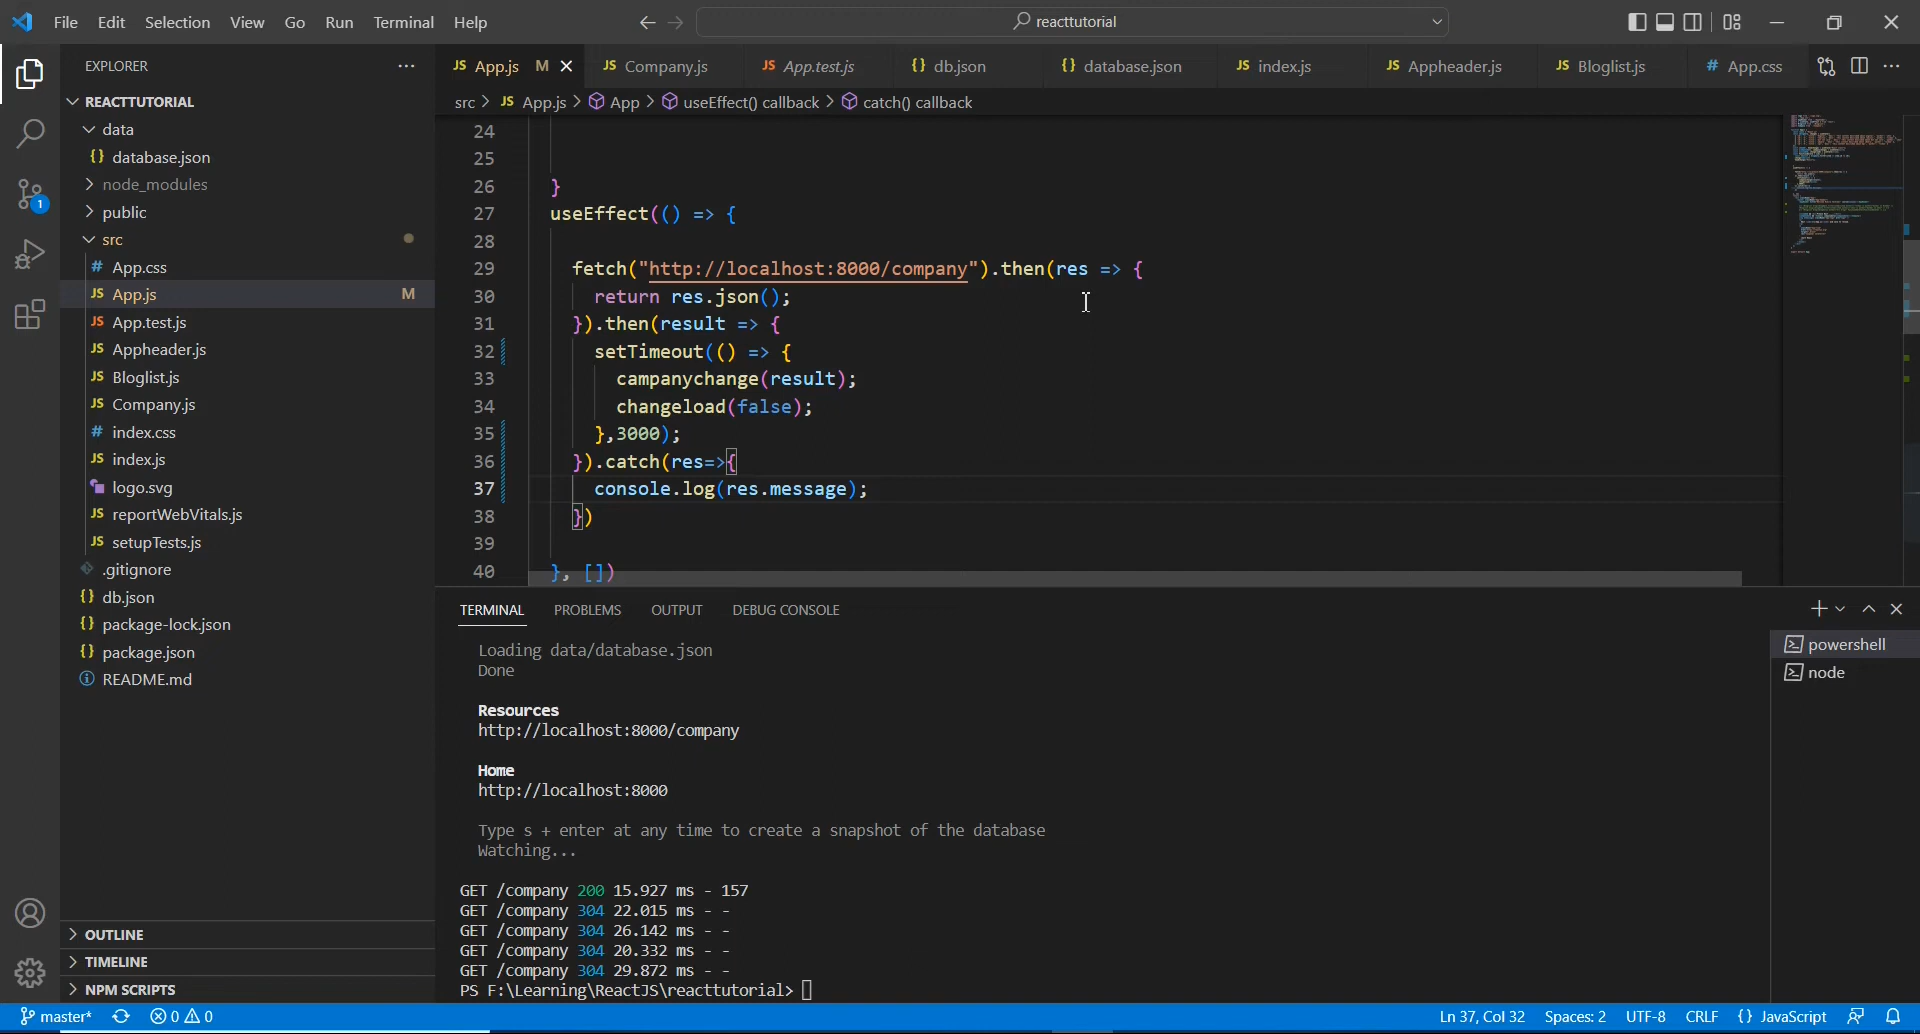 File Edit Selection View Go Run Terminal Help
reacttutorial
EXPLORER
REACTTUTORIAL
data
database.json
node_modules
public
src
App.css
App.js M
App.test.js
Appheader.js
Bloglist.js
Company.js
index.css
index.js
logo.svg
reportWebVitals.js
setupTests.js
.gitignore
db.json
package-lock.json
package.json
README.md
OUTLINE
TIMELINE
NPM SCRIPTS
App.js M Company.js App.test.js db.json database.json index.js Appheader.js Bloglist.js App.css
src > App.js > App > useEffect() callback > catch() callback
24
25
26 }
27 useEffect(() => {
28
29 fetch("http://localhost:8000/company").then(res => {
30 return res.json();
31 }).then(result => {
32 setTimeout(() => {
33 campanychange(result);
34 changeload(false);
35 },3000);
36 }).catch(res=>{
37 console.log(res.message);
38 })
39
40 }, [])
TERMINAL PROBLEMS OUTPUT DEBUG CONSOLE
Loading data/database.json
Done
Resources
http://localhost:8000/company
Home
http://localhost:8000
Type s + enter at any time to create a snapshot of the database
Watching...
GET /company 200 15.927 ms - 157
GET /company 304 22.015 ms - -
GET /company 304 26.142 ms - -
GET /company 304 20.332 ms - -
GET /company 304 29.872 ms - -
PS F:\Learning\ReactJS\reacttutorial>
powershell
node
1
master* 0 0 Ln 37, Col 32 Spaces: 2 UTF-8 CRLF {} JavaScript